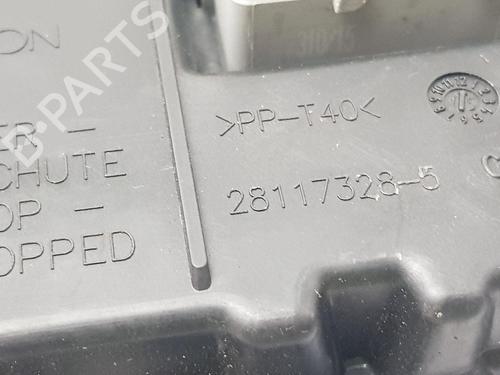 ON
ER -
CHUTE
OP -
OPPED
>PP-T40<
28117328-5
B-PARTS